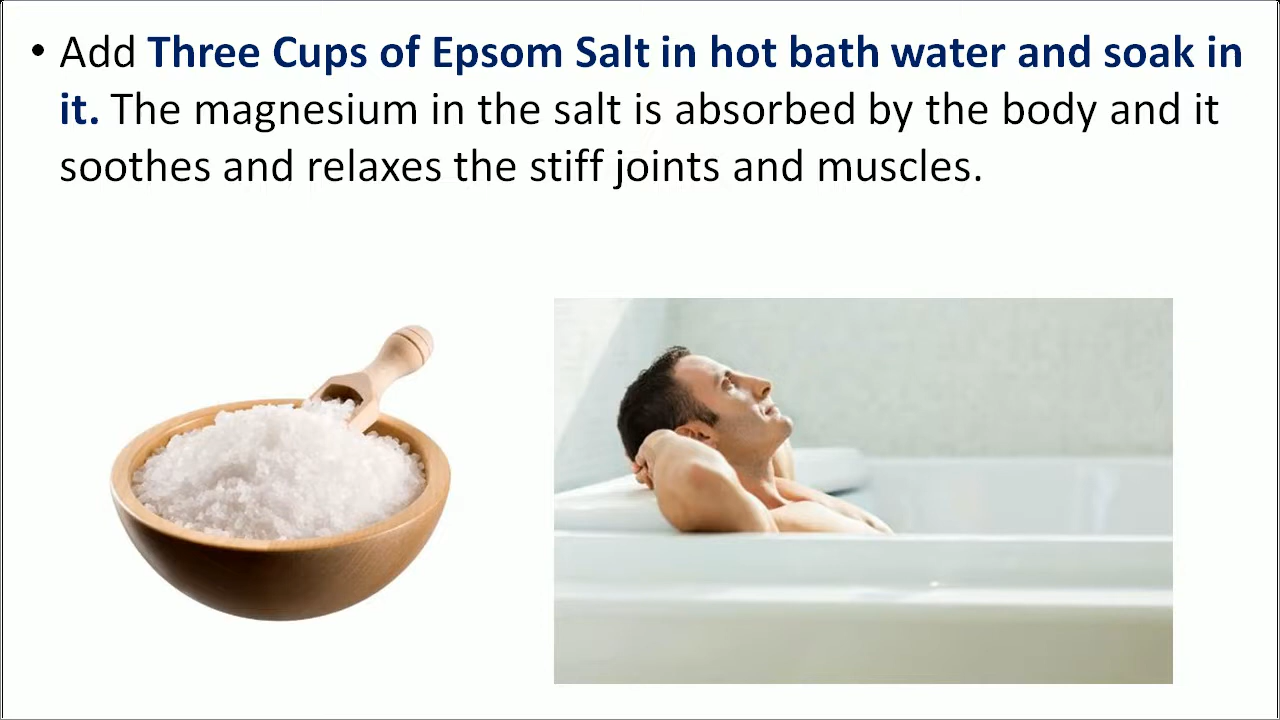 • Add Three Cups of Epsom Salt in hot bath water and soak in
it. The magnesium in the salt is absorbed by the body and it
soothes and relaxes the stiff joints and muscles.